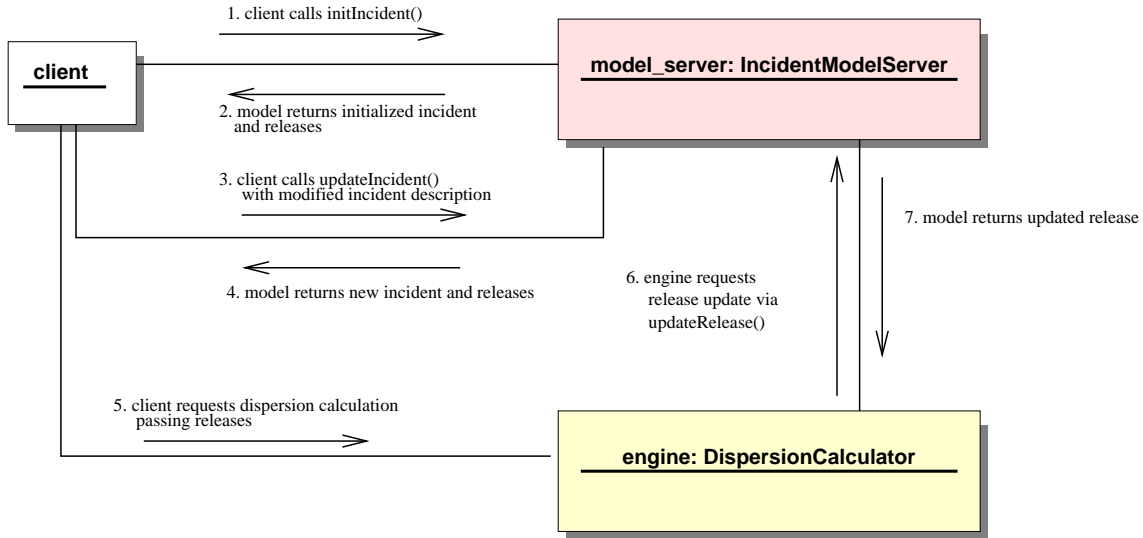 1. client calls initIncident()
client
model_server: IncidentModelServer
2. model returns initialized incident
and releases
3. client calls updateIncident()
with modified incident description
7. model returns updated release
4. model returns new incident and releases
6. engine requests
release update via
updateRelease()
5. client requests dispersion calculation
passing releases
engine: DispersionCalculator